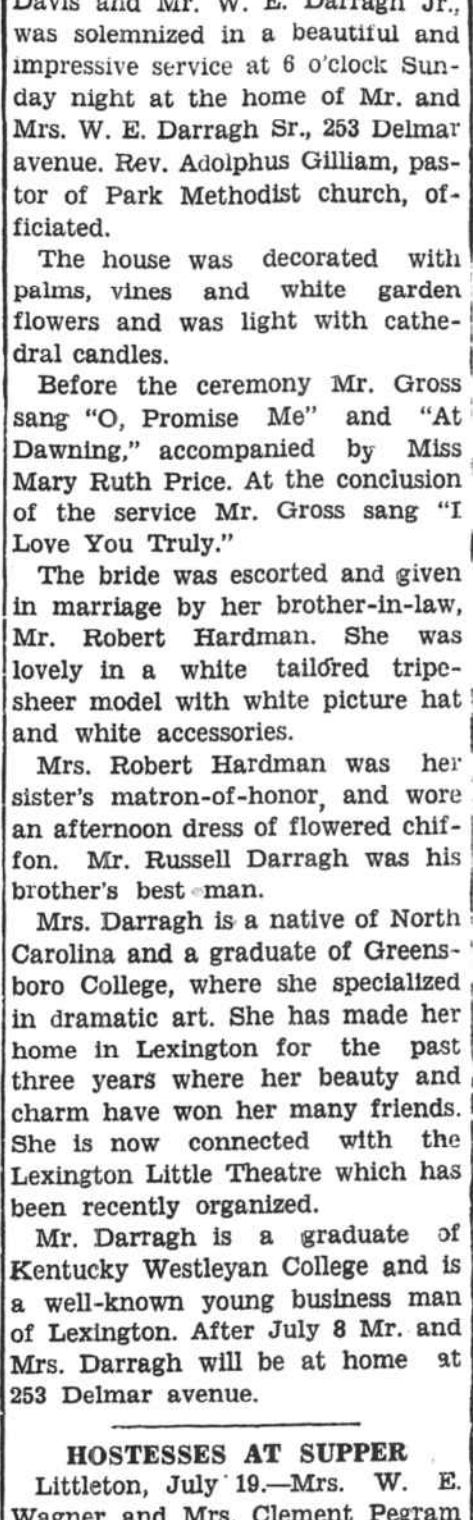 Davis and Mr. W. E. Darragh Jr.,
was solemnized in a beautiful and
impressive service at 6 o'clock Sun-
day night at the home of Mr. and
Mrs. W. E. Darragh Sr., 253 Delmar
avenue. Rev. Adolphus Gilliam, pas-
tor of Park Methodist church, of-
ficiated.
The house was decorated with
palms, vines and white garden
flowers and was light with cathe-
dral candles.
Before the ceremony Mr. Gross
sang "O, Promise Me" and "At
Dawning," accompanied by Miss
Mary Ruth Price. At the conclusion
of the service Mr. Gross sang "I
Love You Truly."
The bride was escorted and given
in marriage by her brother-in-law,
Mr. Robert Hardman. She was
lovely in a white tailored tripe-
sheer model with white picture hat
and white accessories.
Mrs. Robert Hardman was her
sister's matron-of-honor, and wore
an afternoon dress of flowered chif-
fon. Mr. Russell Darragh was his
brother's best man.
Mrs. Darragh is a native of North
Carolina and a graduate of Greens-
boro College, where she specialized
in dramatic art. She has made her
home in Lexington for the past
three years where her beauty and
charm have won her many friends.
She is now connected with the
Lexington Little Theatre which has
been recently organized.
Mr. Darragh is a graduate of
Kentucky Westleyan College and is
a well-known young business man
of Lexington. After July 8 Mr. and
Mrs. Darragh will be at home at
253 Delmar avenue.
HOSTESSES AT SUPPER
Littleton, July 19.—Mrs. W. E.
Wagner and Mrs. Clement Pegram